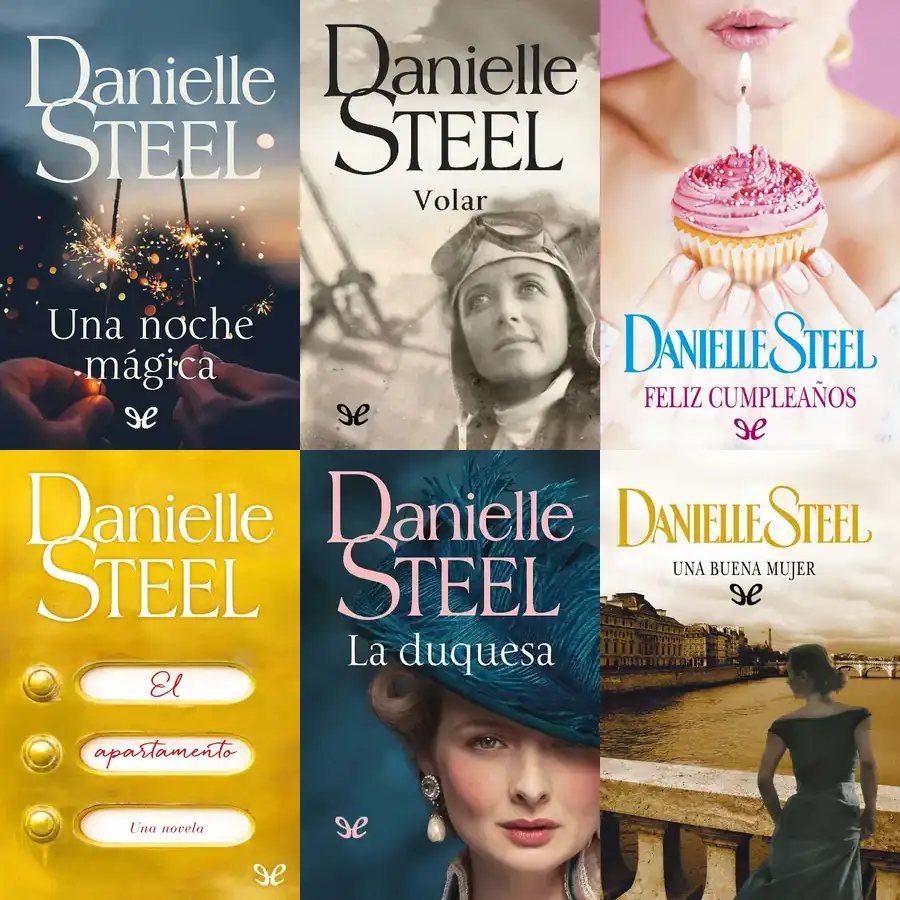 Danielle
STEEL
Una noche
mágica
Danielle
STEEL
Volar
DANIELLE STEEL
FELIZ CUMPLEAÑOS
Danielle
STEEL
El
apartamento
Una novela
Danielle
STEEL
La duquesa
DANIELLE STEEL
UNA BUENA MUJER